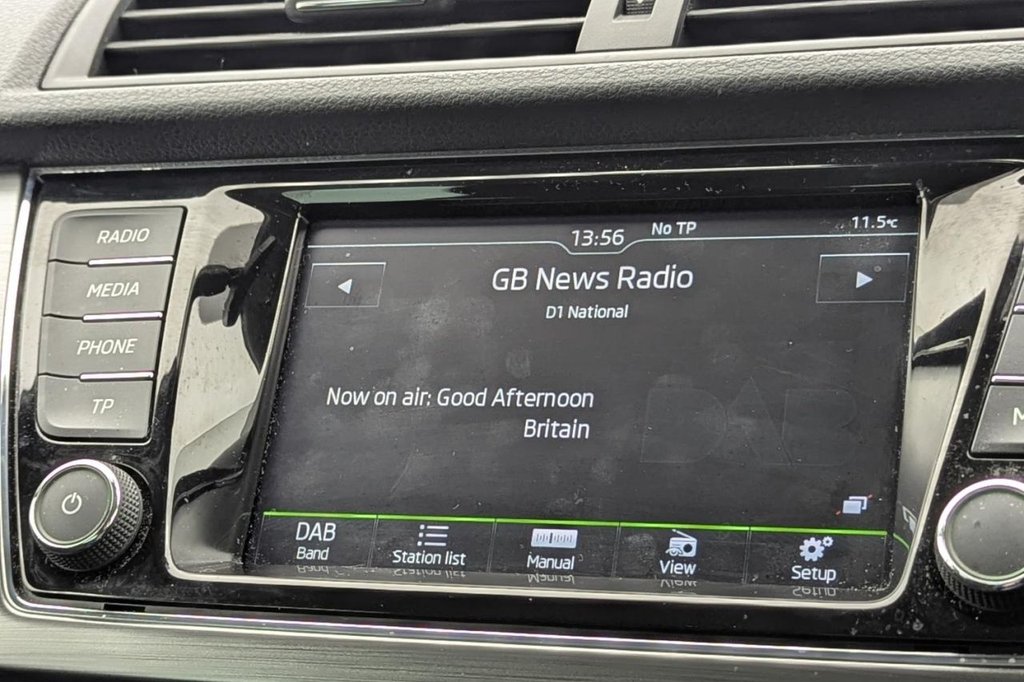 RADIO
MEDIA
PHONE
TP
13:56
No TP
11.5°C
GB News Radio
D1 National
Now on air: Good Afternoon
Britain
DAB
Band
Station list
Manual
View
Setup